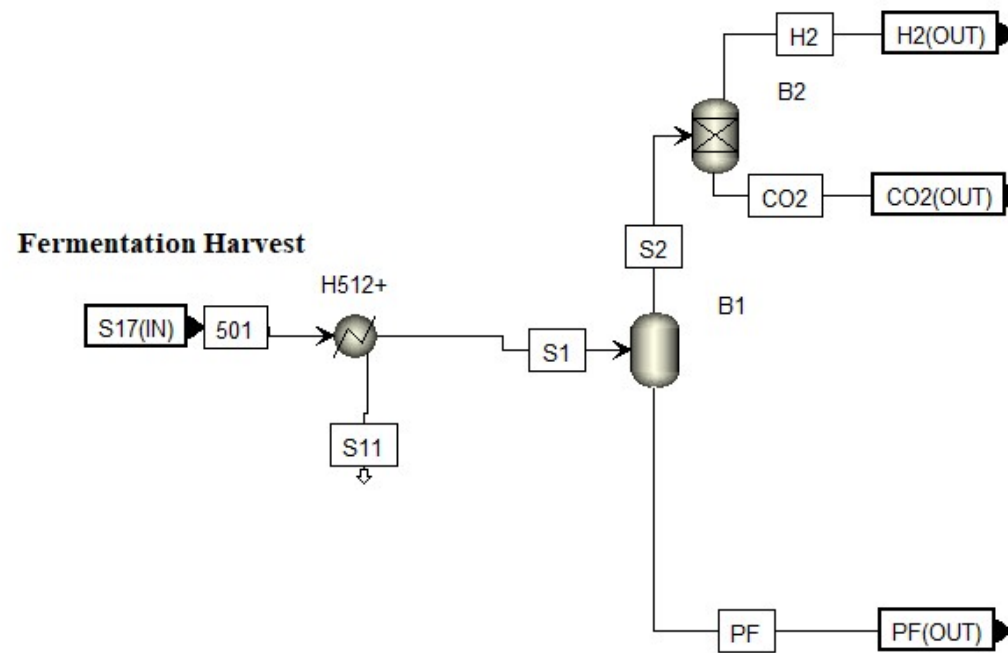 H2
H2(OUT)
B2
CO2
CO2(OUT)
S2
Fermentation Harvest
H512+
B1
S17(IN)
501
S1
S11
PF
PF(OUT)